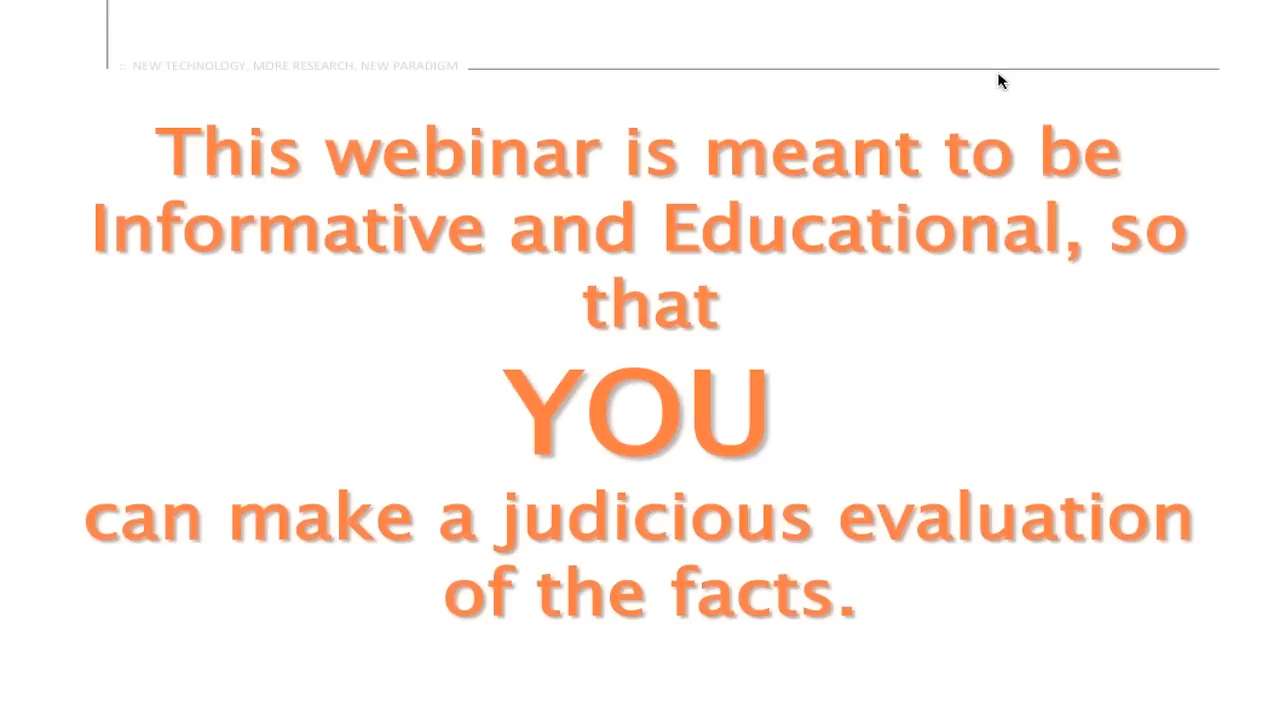 :: NEW TECHNOLOGY, MORE RESEARCH, NEW PARADIGM
This webinar is meant to be
Informative and Educational, so
that
YOU
can make a judicious evaluation
of the facts.